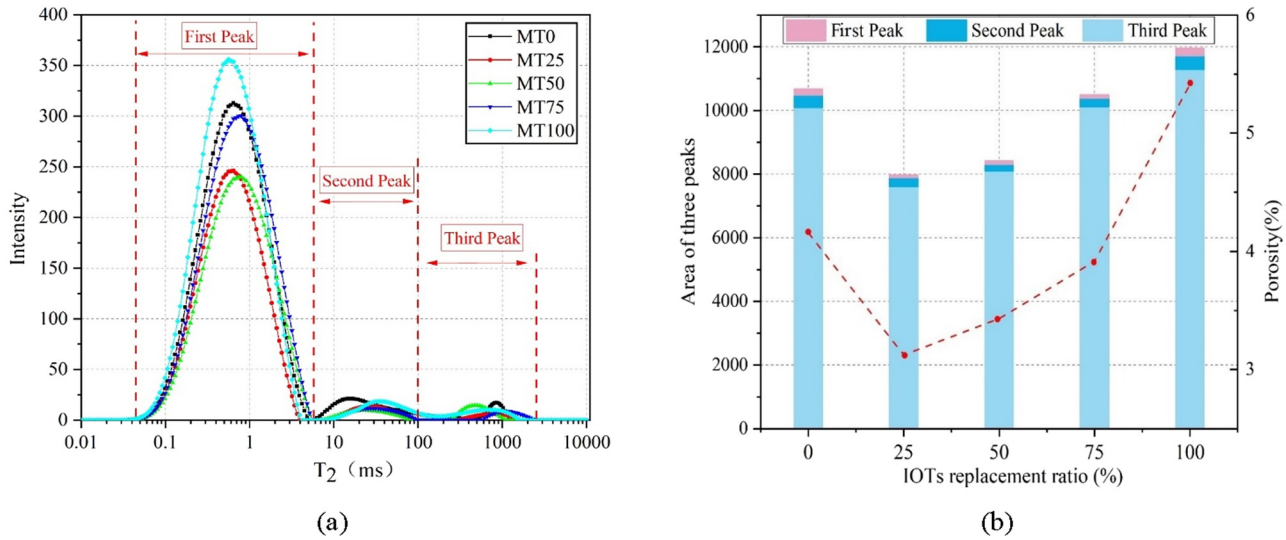 (a)
First Peak
Second Peak
Third Peak
MT0
MT25
MT50
MT75
MT100
Intensity
400
350
300
250
200
150
100
50
0
0.01 0.1 1 10 100 1000 10000
T2 (ms)
(a)
(b)
First Peak Second Peak Third Peak
Area of three peaks
12000
10000
8000
6000
4000
2000
0
Porosity(%)
6
5
4
3
0 25 50 75 100
IOTs replacement ratio (%)
(b)